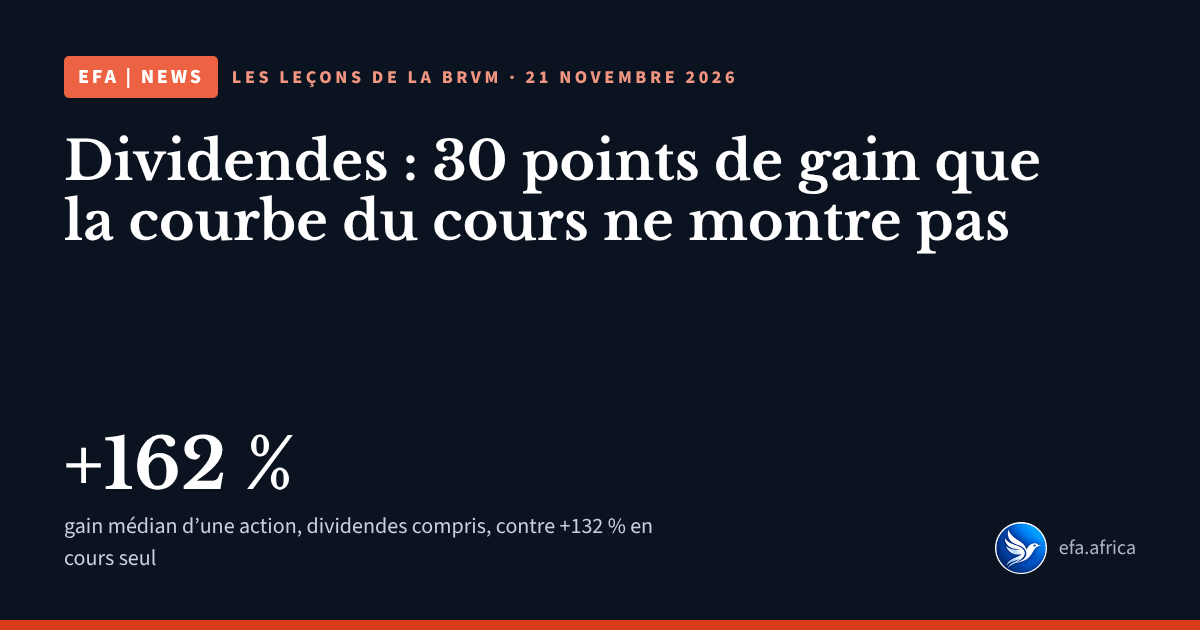 EFA | NEWS
LES LEÇONS DE LA BRVM · 21 NOVEMBRE 2026
Dividendes : 30 points de gain que
la courbe du cours ne montre pas
+162 %
gain médian d’une action, dividendes compris, contre +132 % en
cours seul
efa.africa